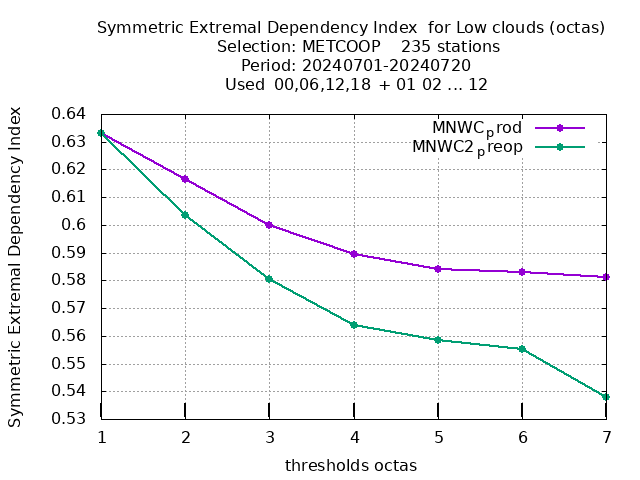 Symmetric Extremal Dependency Index  for Low clouds (octas)
Selection: METCOOP    235 stations
Period: 20240701-20240720
Used  00,06,12,18  + 01 02 ... 12
Symmetric Extremal Dependency Index
0.64
0.63
0.62
0.61
0.6
0.59
0.58
0.57
0.56
0.55
0.54
0.53
MNWCprod
MNWC2preop
1 2 3 4 5 6 7
thresholds octas